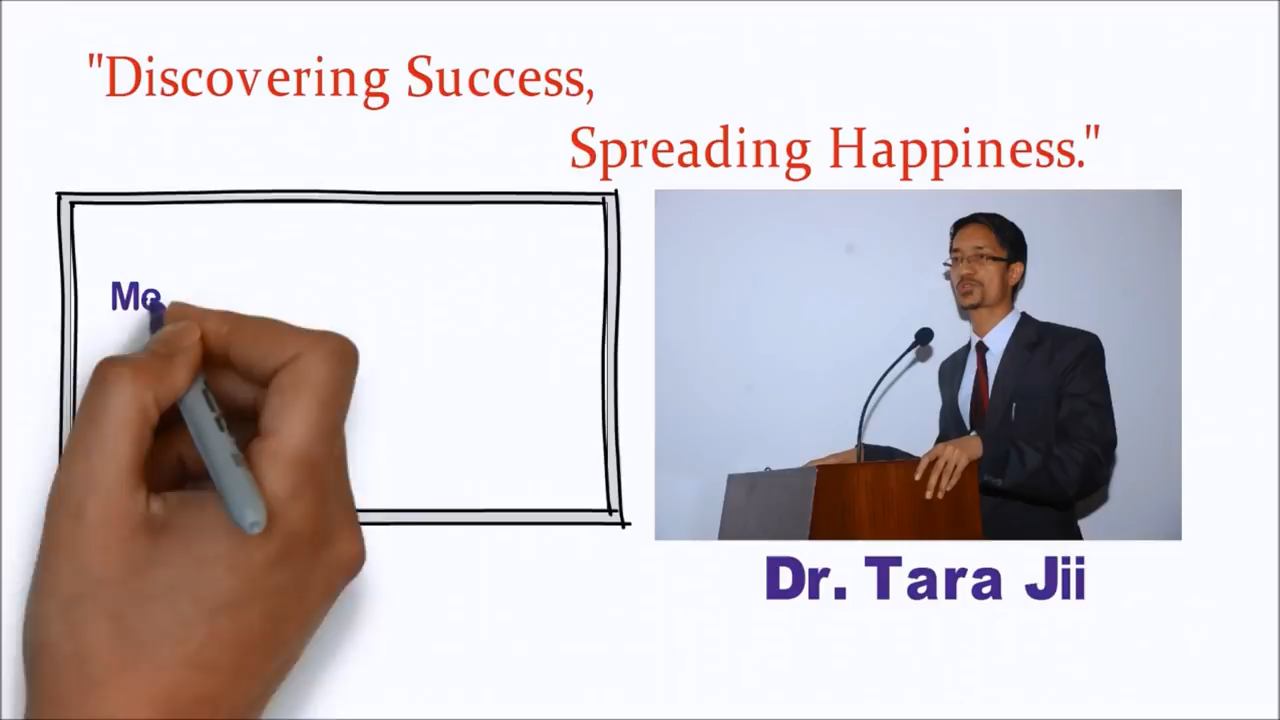 "Discovering Success,
Spreading Happiness."
Mo
Dr. Tara Jii